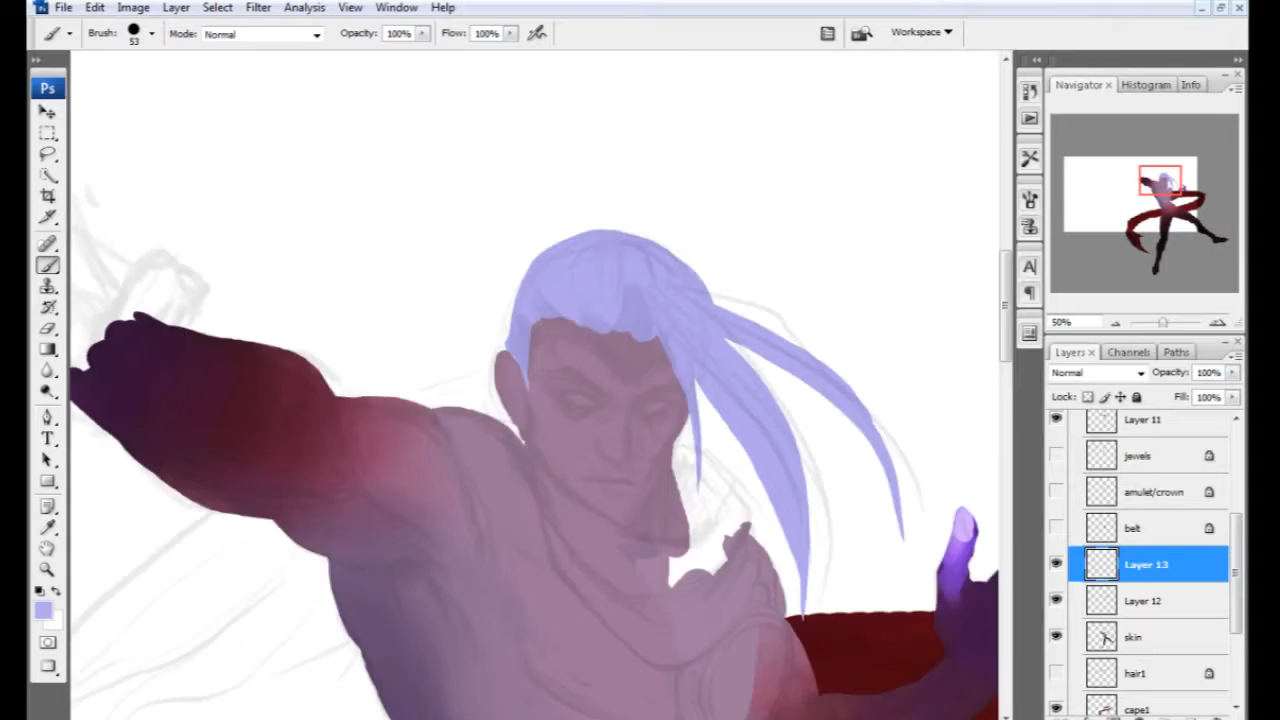 File Edit Image Layer Select Filter Analysis View Window Help
Brush: 53 Mode: Normal Opacity: 100% Flow: 100% Workspace
Ps
Navigator Histogram Info
50%
Layers Channels Paths
Normal Opacity: 100%
Lock: Fill: 100%
Layer 11
jewels
amulet/crown
belt
Layer 13
Layer 12
skin
hair1
cape1